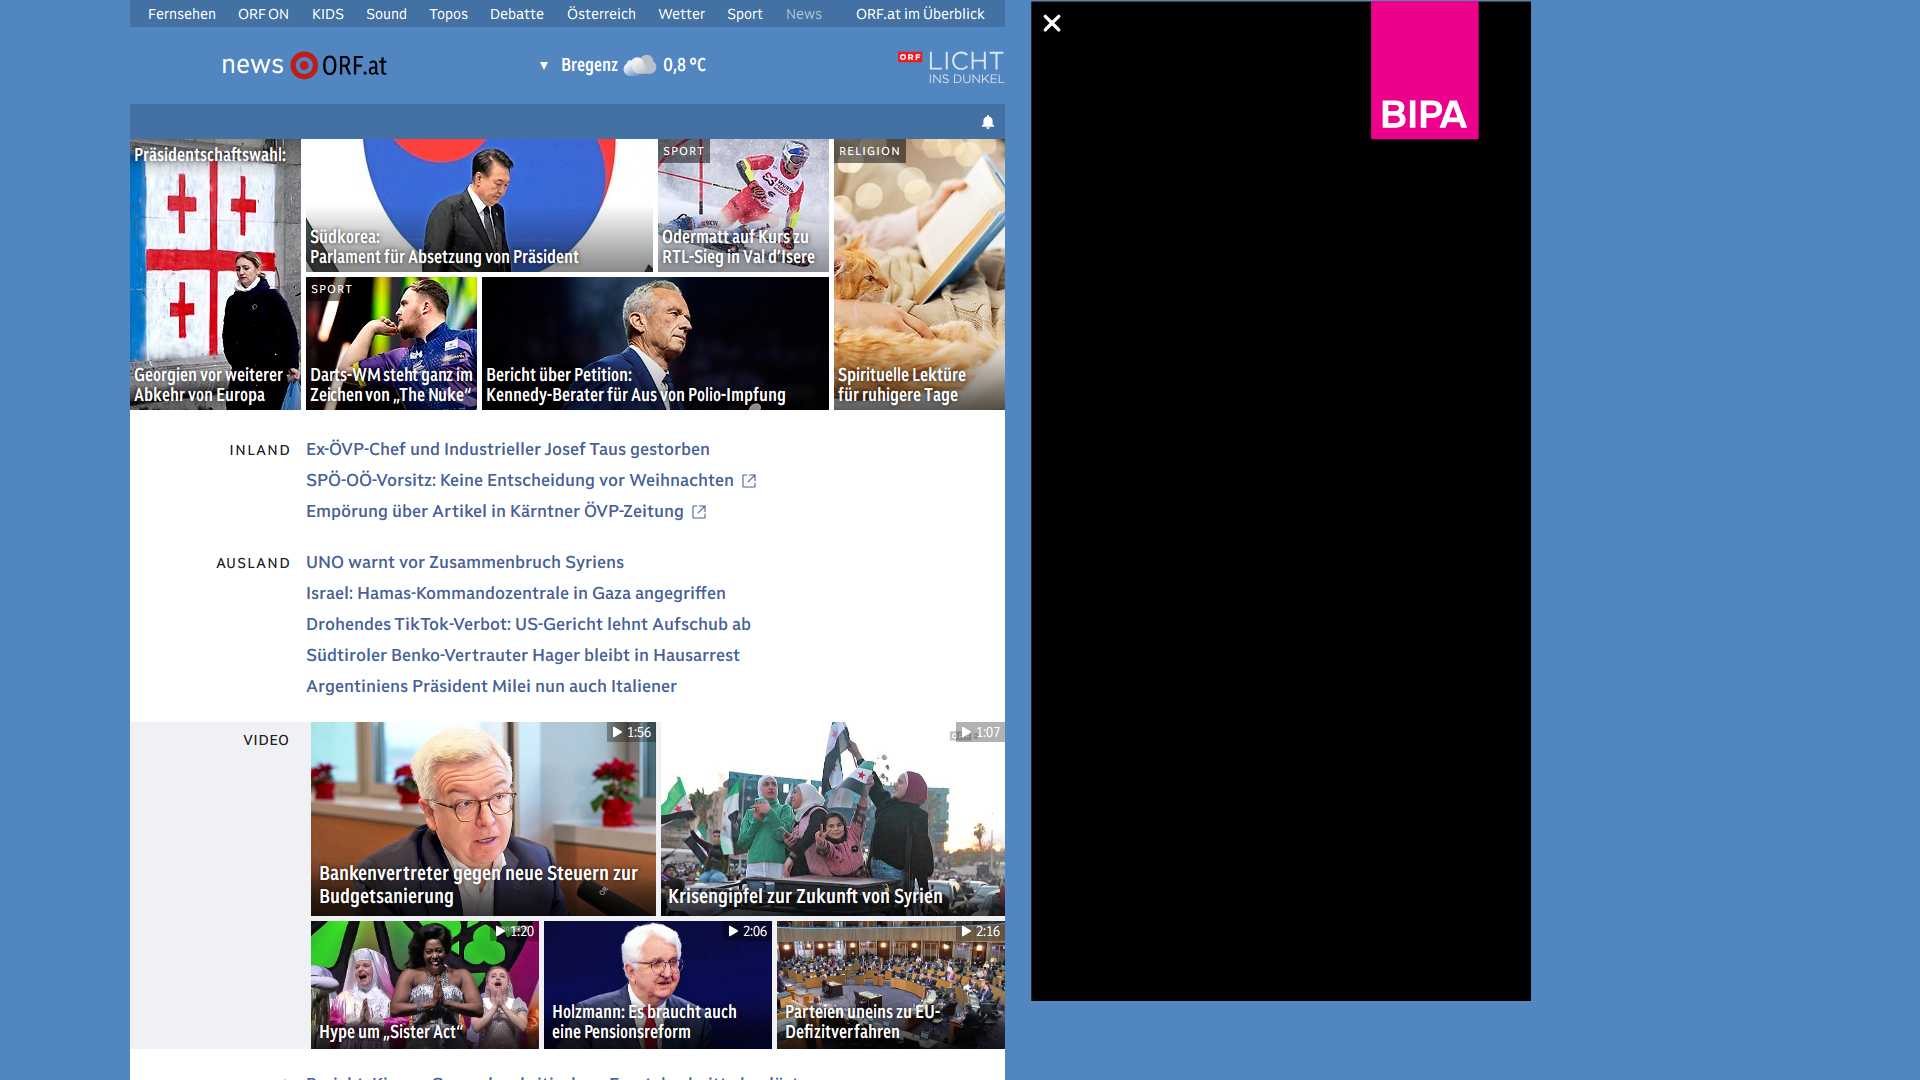 Fernsehen ORF ON KIDS Sound Topos Debatte Österreich Wetter Sport News ORF.at im Überblick
news ORF.at
▼ Bregenz 0,8 °C
ORF LICHT
INS DUNKEL
BIPA
Präsidentschaftswahl:
Georgien vor weiterer
Abkehr von Europa
Südkorea:
Parlament für Absetzung von Präsident
SPORT
Odermatt auf Kurs zu
RTL-Sieg in Val d’Isere
RELIGION
Spirituelle Lektüre
für ruhigere Tage
SPORT
Darts-WM steht ganz im
Zeichen von „The Nuke“
Bericht über Petition:
Kennedy-Berater für Aus von Polio-Impfung
INLAND
Ex-ÖVP-Chef und Industrieller Josef Taus gestorben
SPÖ-OÖ-Vorsitz: Keine Entscheidung vor Weihnachten
Empörung über Artikel in Kärntner ÖVP-Zeitung
AUSLAND
UNO warnt vor Zusammenbruch Syriens
Israel: Hamas-Kommandozentrale in Gaza angegriffen
Drohendes TikTok-Verbot: US-Gericht lehnt Aufschub ab
Südtiroler Benko-Vertrauter Hager bleibt in Hausarrest
Argentiniens Präsident Milei nun auch Italiener
VIDEO
1:56
Bankenvertreter gegen neue Steuern zur
Budgetsanierung
1:07
Krisengipfel zur Zukunft von Syrien
1:20
Hype um „Sister Act“
2:06
Holzmann: Es braucht auch
eine Pensionsreform
2:16
Parteien uneins zu EU-
Defizitverfahren